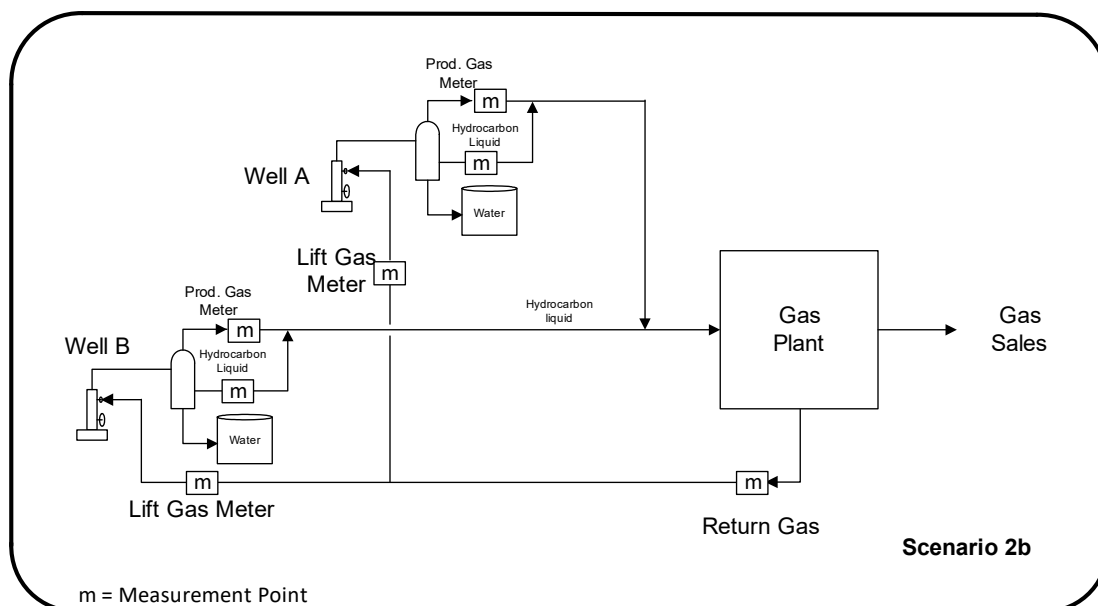 Prod. Gas
Meter
m
Hydrocarbon
Liquid
m
Well A
Water
Lift Gas
Meter
m
Prod. Gas
Meter
m
Hydrocarbon
liquid
Gas
Plant
Gas
Sales
Well B
Hydrocarbon
Liquid
m
Water
m
Lift Gas Meter
m
Return Gas
Scenario 2b
m = Measurement Point